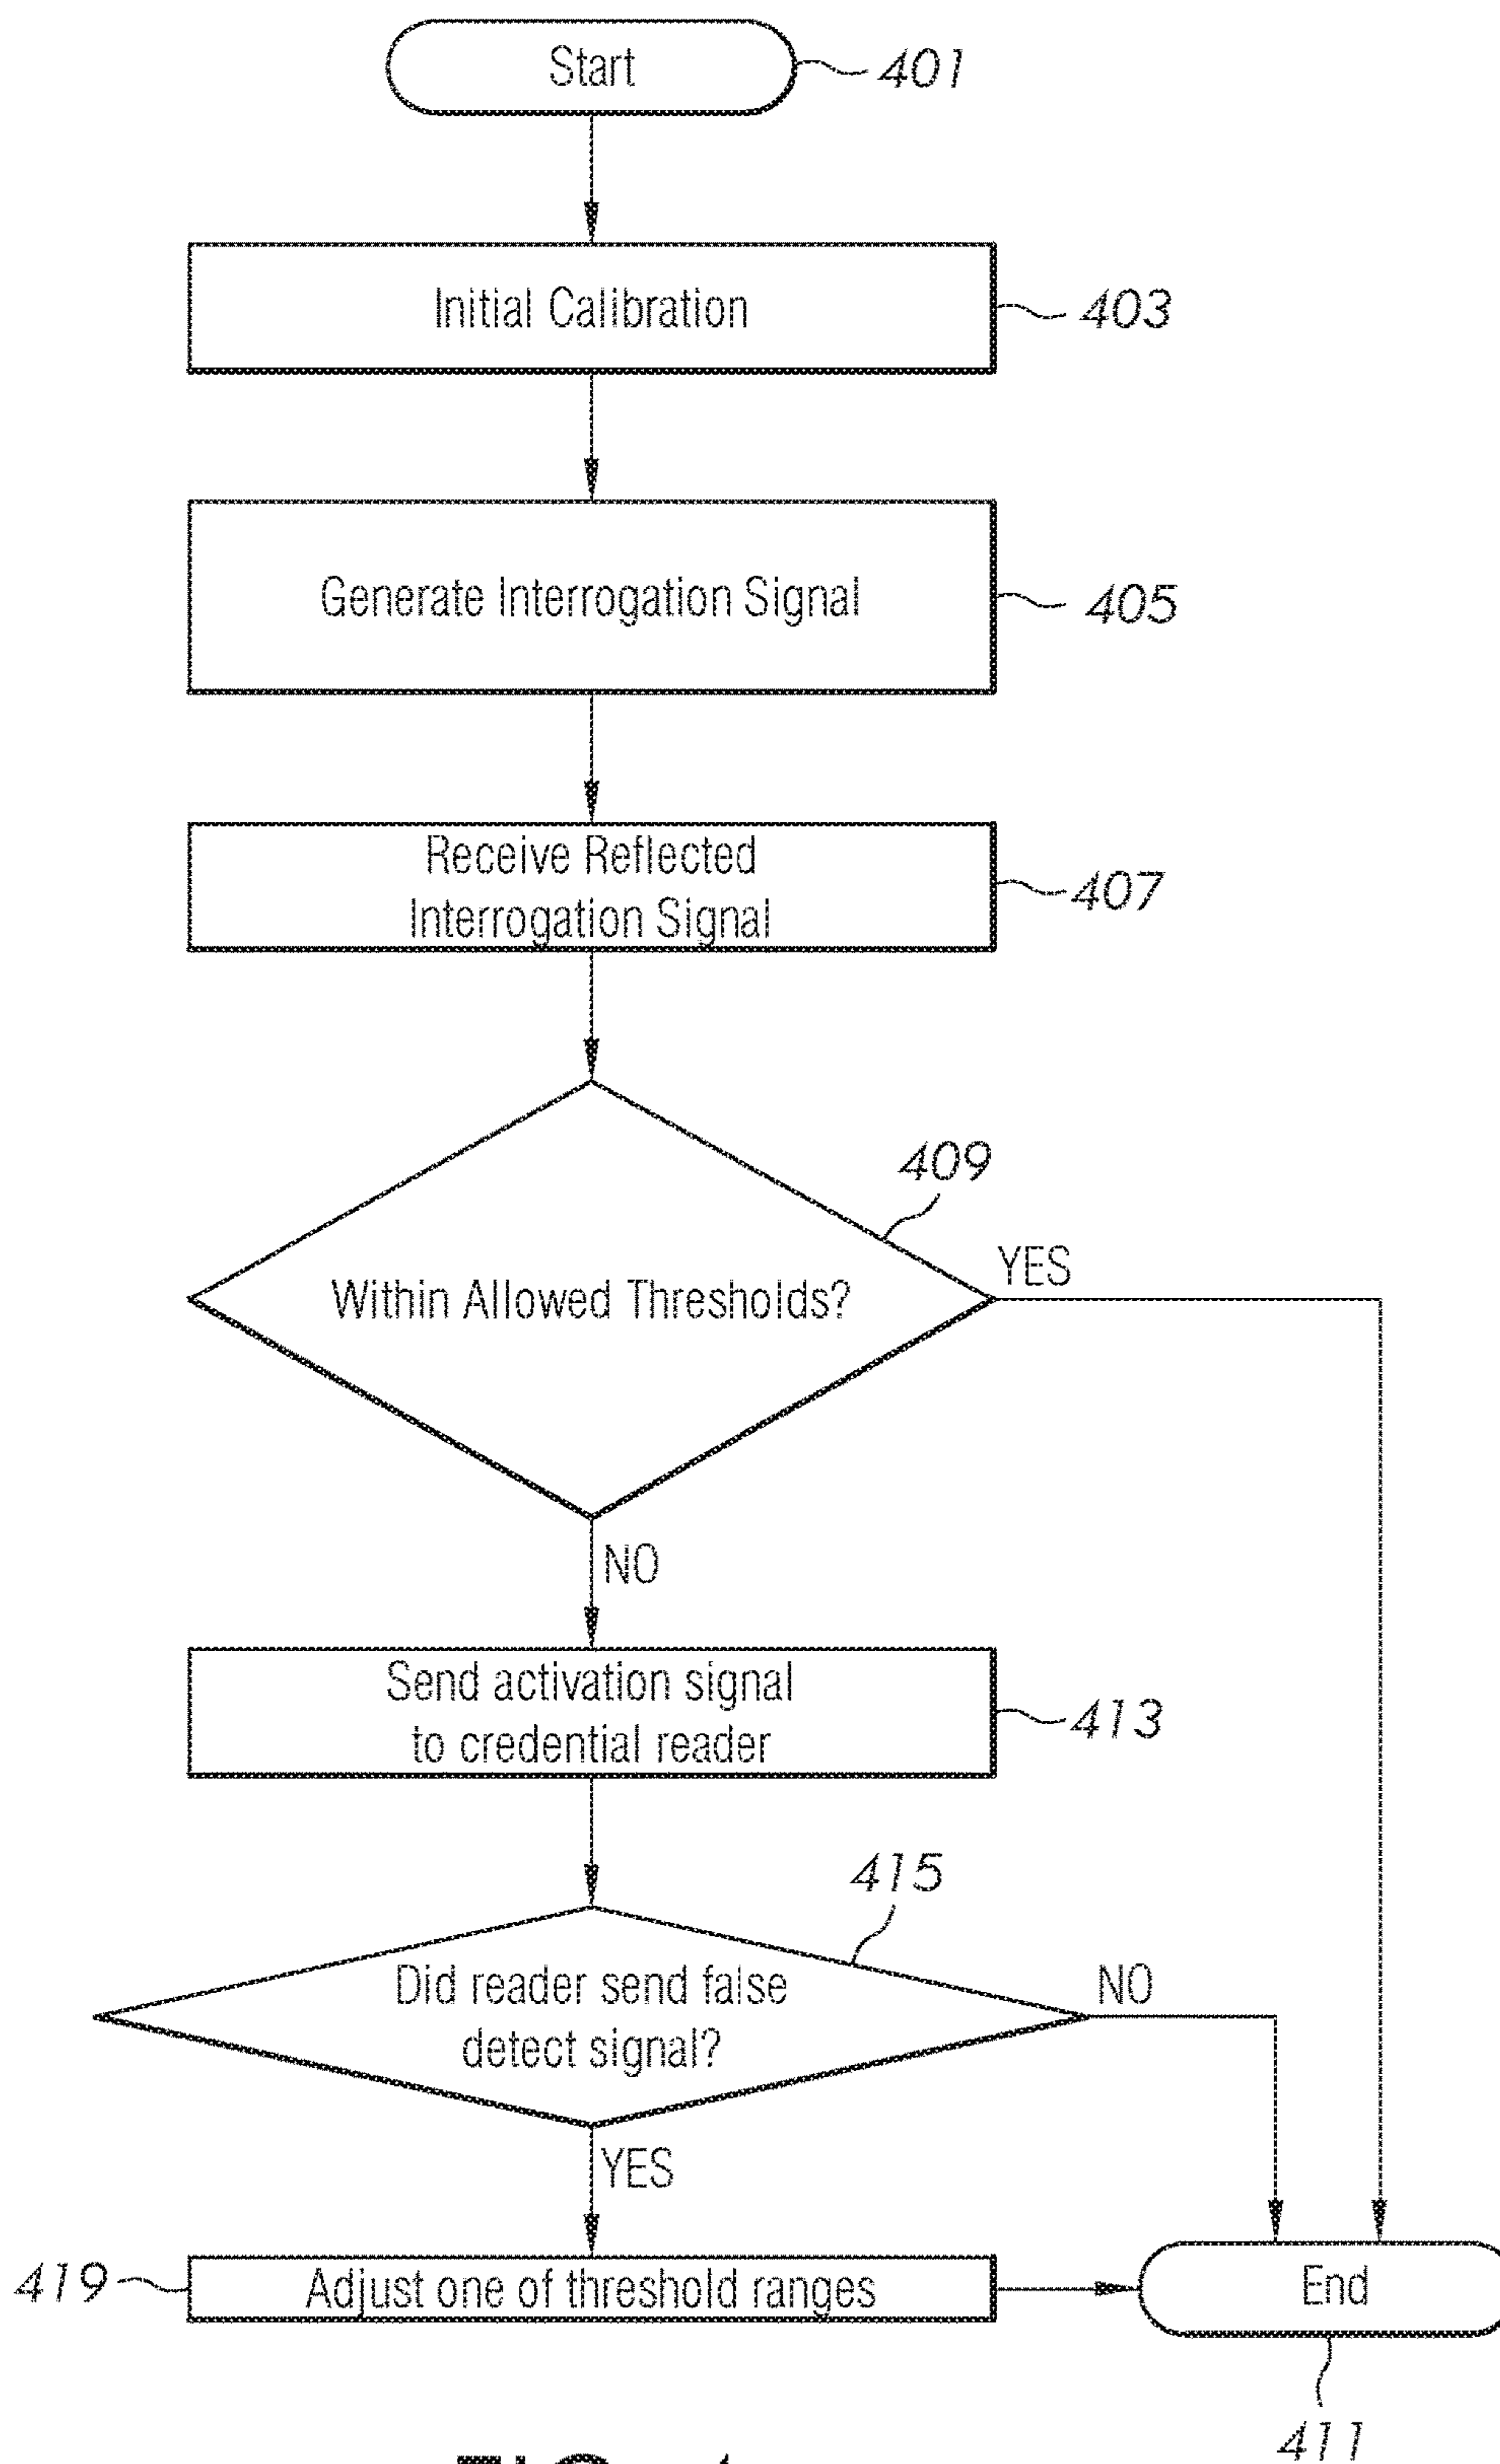 Start
401
Initial Calibration
403
Generate Interrogation Signal
405
Receive Reflected
Interrogation Signal
407
409
Within Allowed Thresholds?
YES
NO
Send activation signal
to credential reader
413
415
Did reader send false
detect signal?
NO
YES
419
Adjust one of threshold ranges
End
411